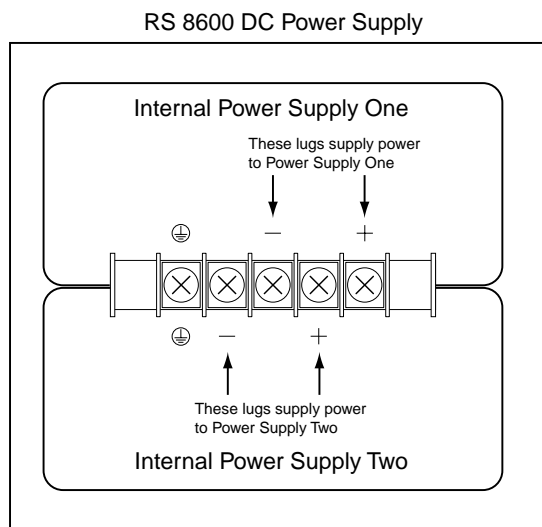 RS 8600 DC Power Supply
Internal Power Supply One
These lugs supply power
to Power Supply One
− +
− +
These lugs supply power
to Power Supply Two
Internal Power Supply Two